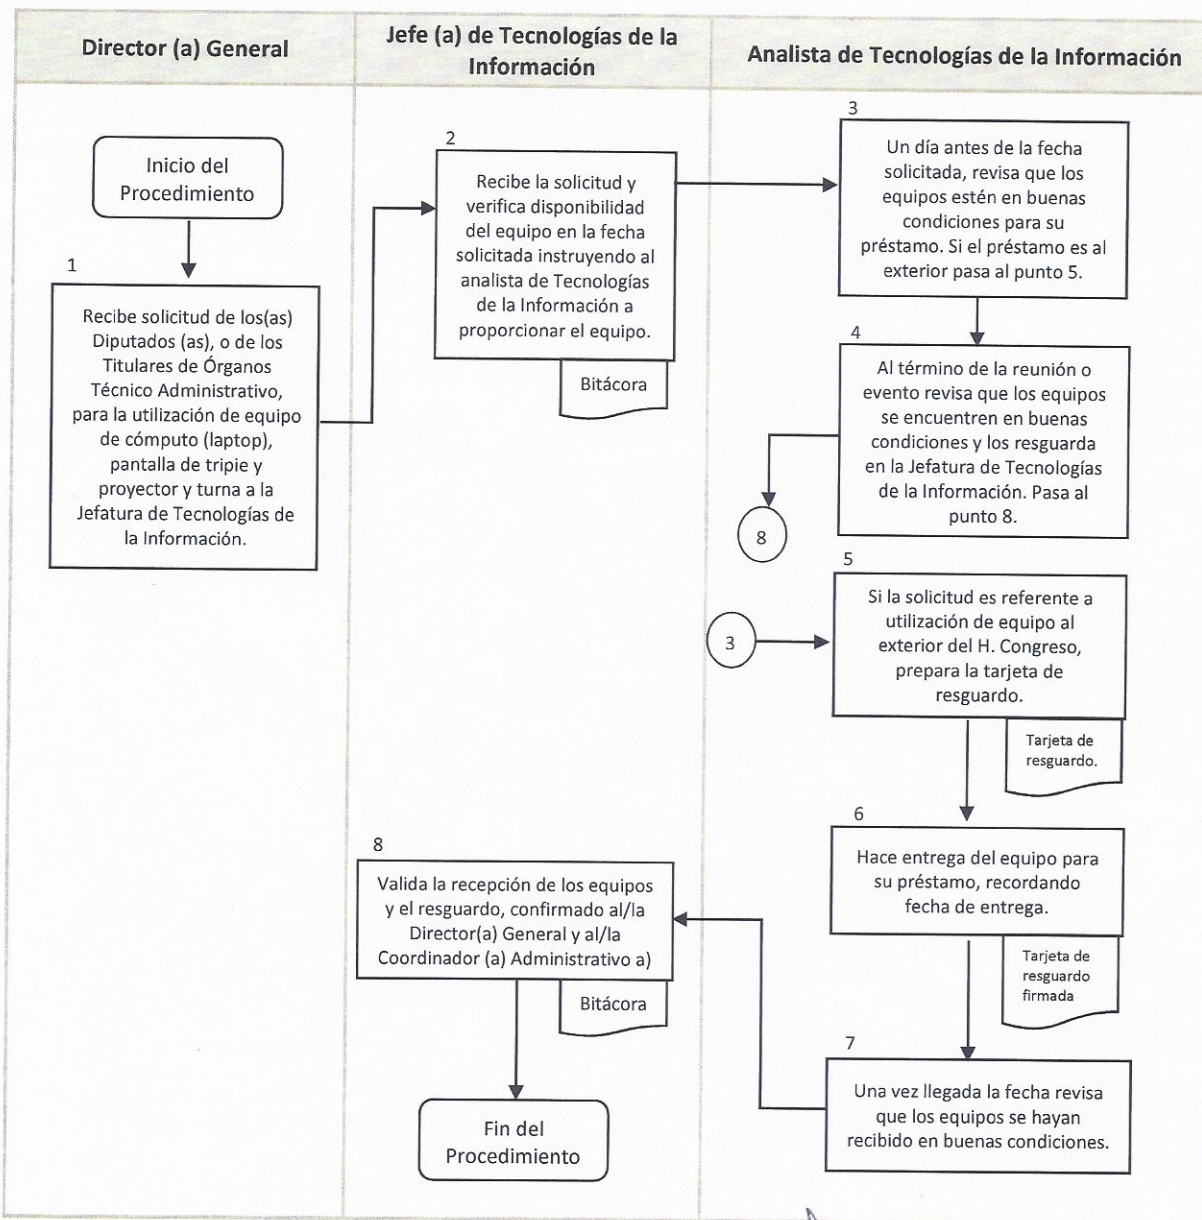 Director (a) General
Jefe (a) de Tecnologías de la
Información
Analista de Tecnologías de la Información
Inicio del
Procedimiento
1
Recibe solicitud de los(as)
Diputados (as), o de los
Titulares de Órganos
Técnico Administrativo,
para la utilización de equipo
de cómputo (laptop),
pantalla de tripie y
proyector y turna a la
Jefatura de Tecnologías de
la Información.
2
Recibe la solicitud y
verifica disponibilidad
del equipo en la fecha
solicitada instruyendo al
analista de Tecnologías
de la Información a
proporcionar el equipo.
Bitácora
3
Un día antes de la fecha
solicitada, revisa que los
equipos estén en buenas
condiciones para su
préstamo. Si el préstamo es al
exterior pasa al punto 5.
4
Al término de la reunión o
evento revisa que los equipos
se encuentren en buenas
condiciones y los resguarda
en la Jefatura de Tecnologías
de la Información. Pasa al
punto 8.
8
5
3
Si la solicitud es referente a
utilización de equipo al
exterior del H. Congreso,
prepara la tarjeta de
resguardo.
Tarjeta de
resguardo.
6
Hace entrega del equipo para
su préstamo, recordando
fecha de entrega.
Tarjeta de
resguardo
firmada
7
Una vez llegada la fecha revisa
que los equipos se hayan
recibido en buenas condiciones.
8
Valida la recepción de los equipos
y el resguardo, confirmado al/la
Director(a) General y al/la
Coordinador (a) Administrativo a)
Bitácora
Fin del
Procedimiento